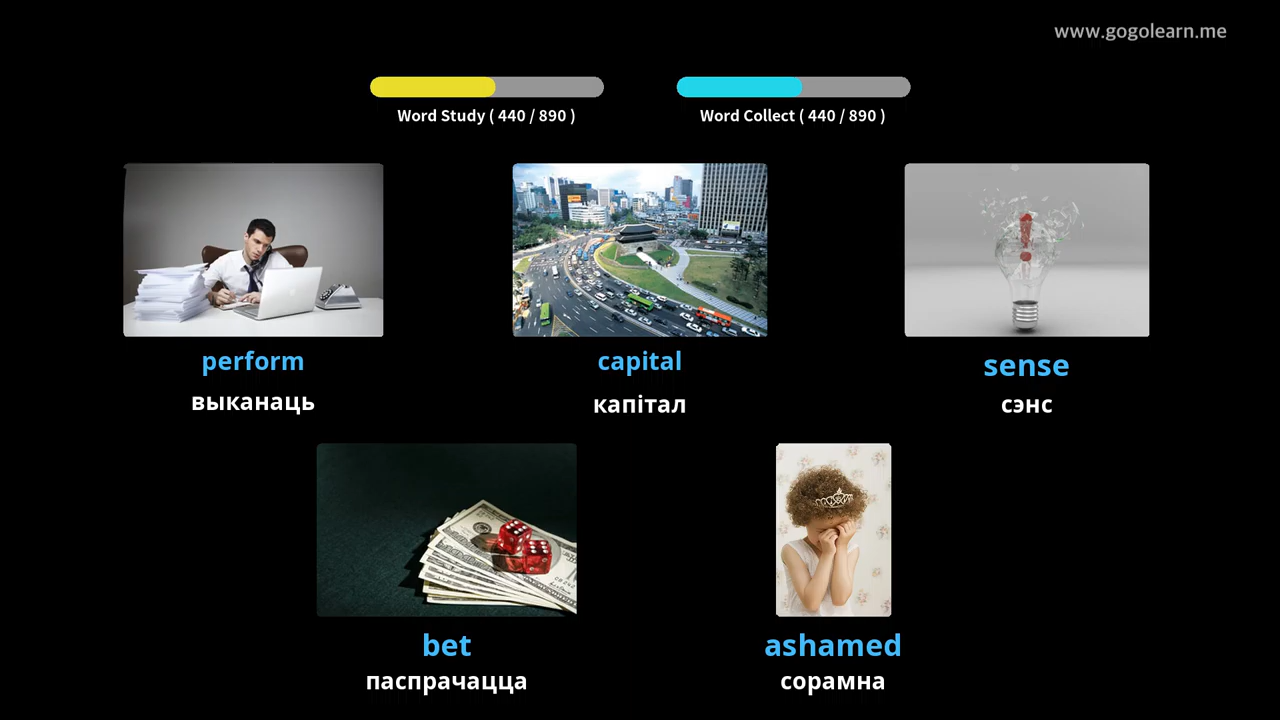 www.gogolearn.me
Word Study ( 440 / 890 )
Word Collect ( 440 / 890 )
perform
выканаць
capital
капітал
sense
сэнс
bet
паспрачацца
ashamed
сорамна